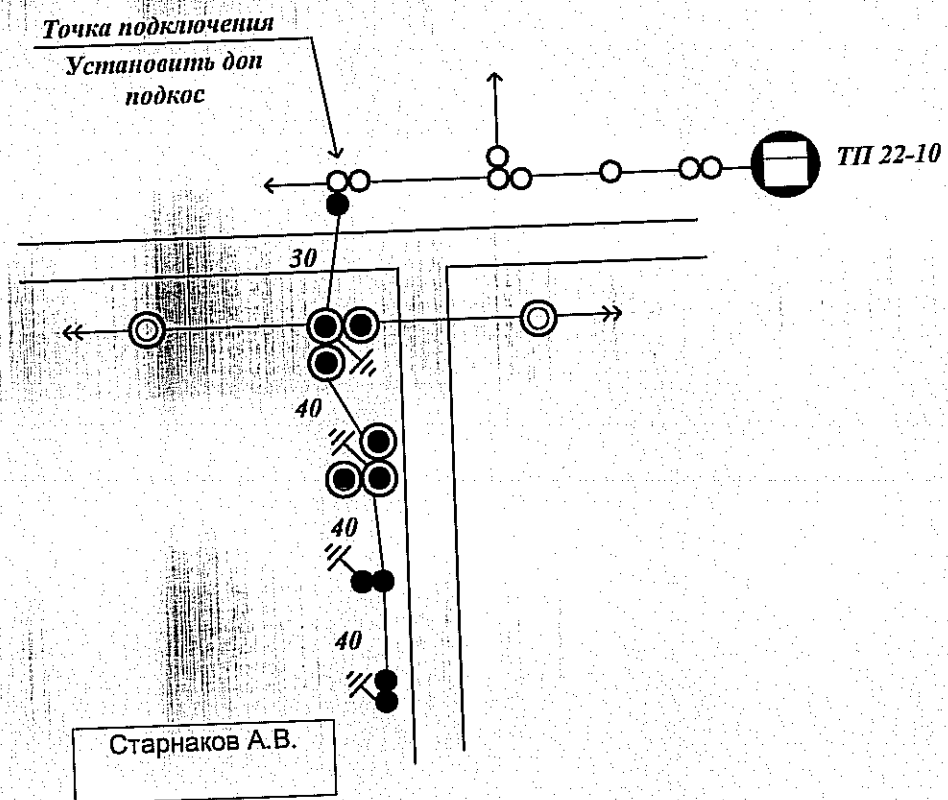 Точка подключения
Установить доп
подкос
ТП 22-10
30
40
40
40
Старнаков А.В.